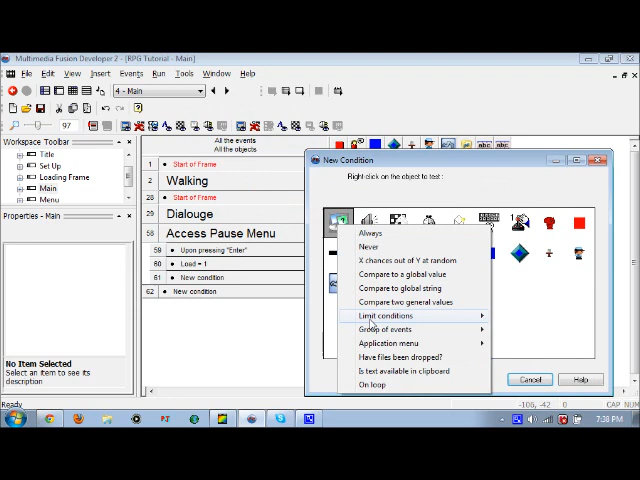 Multimedia Fusion Developer 2 - [RPG Tutorial - Main]
File Edit View Insert Events Run Tools Window Help
4 - Main
97
Workspace Toolbar
Title
Set Up
Loading Frame
Main
Menu
Properties - Main
No Item Selected
Select an item to see its
description
All the events
All the objects
1 Start of Frame
2 Walking
28 Start of Frame
29 Dialouge
58 Access Pause Menu
59 Upon pressing "Enter"
60 Load = 1
61 New condition
62 New condition
New Condition
Right-click on the object to test :
Always
Never
X chances out of Y at random
Compare to a global value
Compare to global string
Compare two general values
Limit conditions
Group of events
Application menu
Have files been dropped?
Is text available in clipboard
On loop
Cancel Help
Ready
-106, -42 0 CAP NUM
7:38 PM